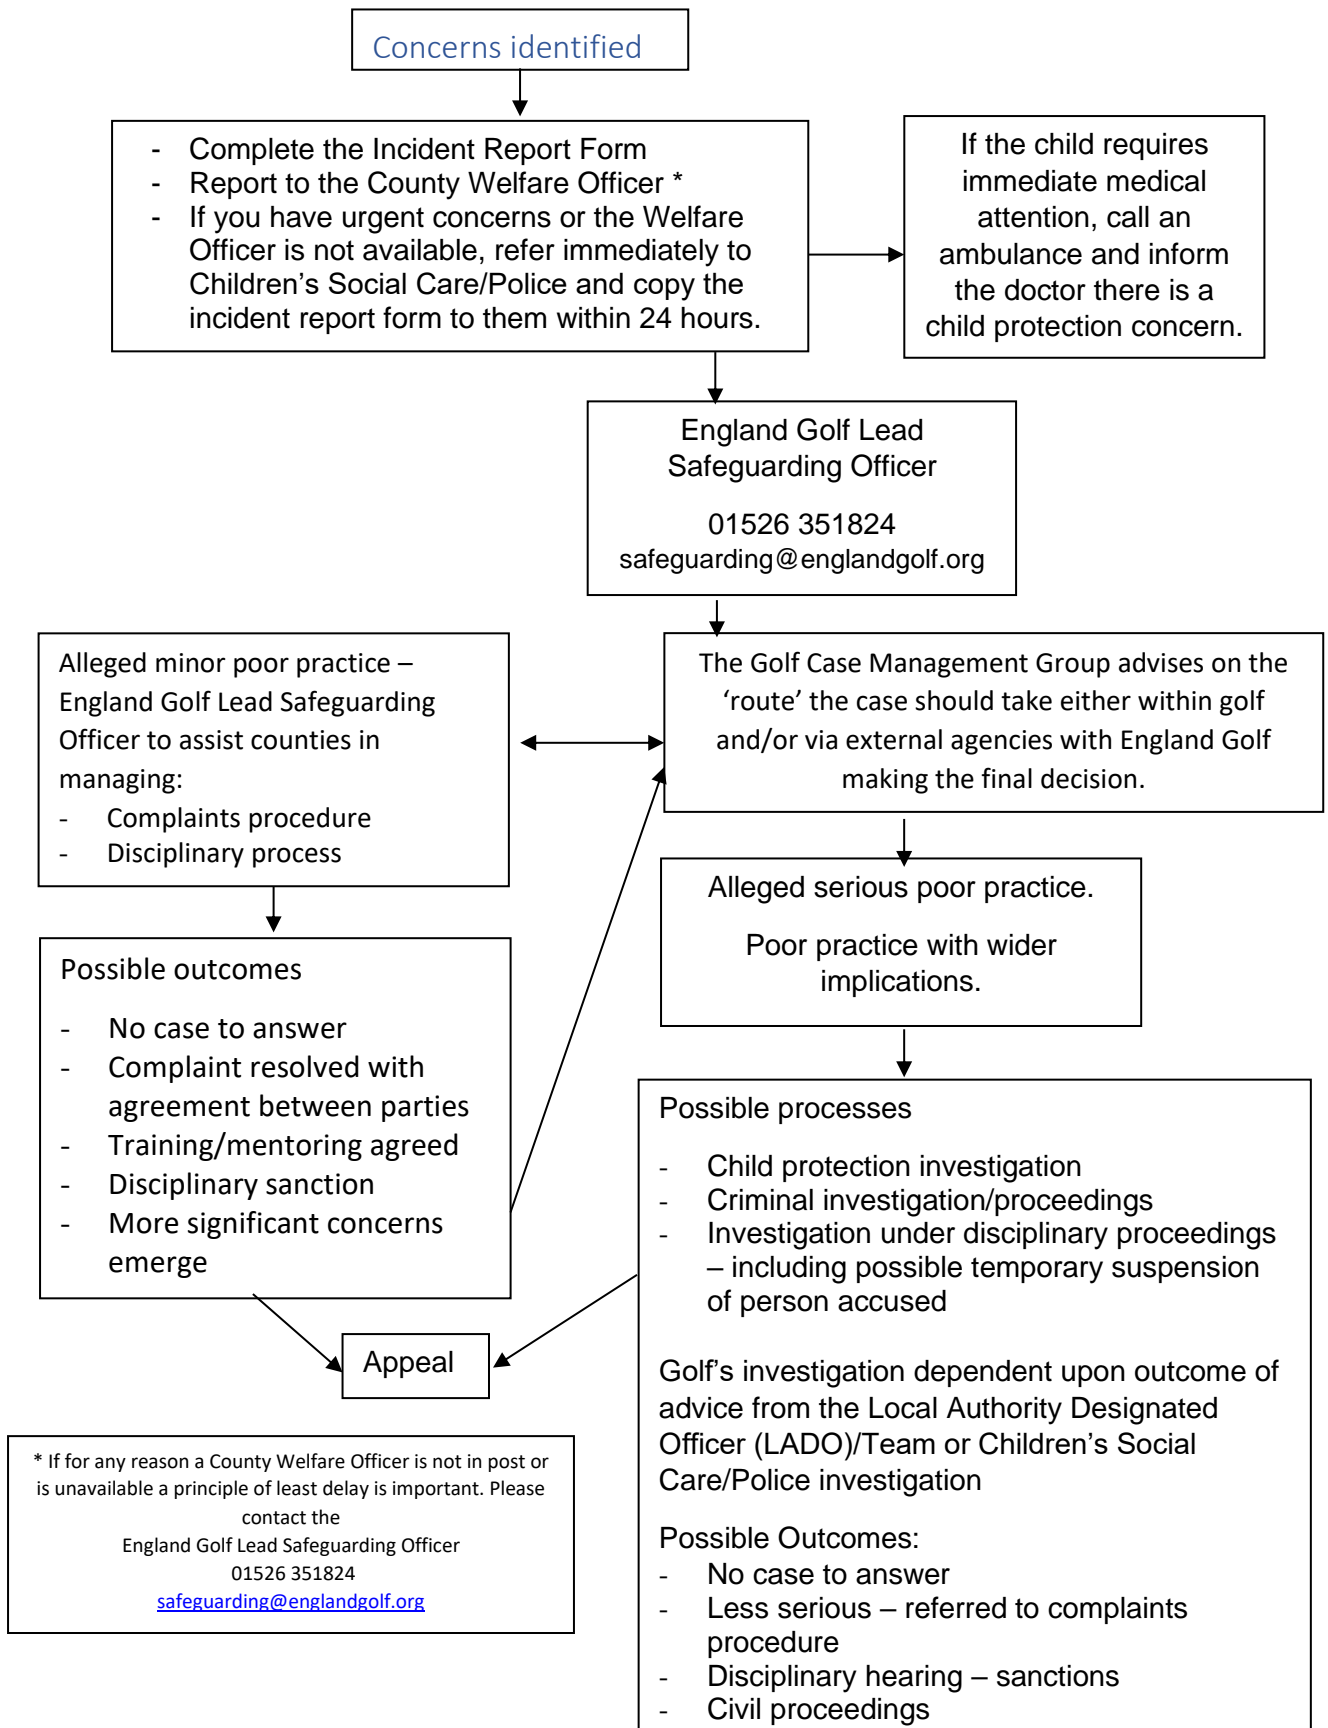 Concerns identified
- Complete the Incident Report Form
- Report to the County Welfare Officer *
- If you have urgent concerns or the Welfare
Officer is not available, refer immediately to
Children’s Social Care/Police and copy the
incident report form to them within 24 hours.
If the child requires
immediate medical
attention, call an
ambulance and inform
the doctor there is a
child protection concern.
England Golf Lead
Safeguarding Officer
01526 351824
safeguarding@englandgolf.org
Alleged minor poor practice –
England Golf Lead Safeguarding
Officer to assist counties in
managing:
- Complaints procedure
- Disciplinary process
The Golf Case Management Group advises on the
‘route’ the case should take either within golf
and/or via external agencies with England Golf
making the final decision.
Alleged serious poor practice.
Poor practice with wider
implications.
Possible outcomes
- No case to answer
- Complaint resolved with
agreement between parties
- Training/mentoring agreed
- Disciplinary sanction
- More significant concerns
emerge
Possible processes
- Child protection investigation
- Criminal investigation/proceedings
- Investigation under disciplinary proceedings
– including possible temporary suspension
of person accused
Golf’s investigation dependent upon outcome of
advice from the Local Authority Designated
Officer (LADO)/Team or Children’s Social
Care/Police investigation
Possible Outcomes:
- No case to answer
- Less serious – referred to complaints
procedure
- Disciplinary hearing – sanctions
- Civil proceedings
Appeal
* If for any reason a County Welfare Officer is not in post or
is unavailable a principle of least delay is important. Please
contact the
England Golf Lead Safeguarding Officer
01526 351824
safeguarding@englandgolf.org